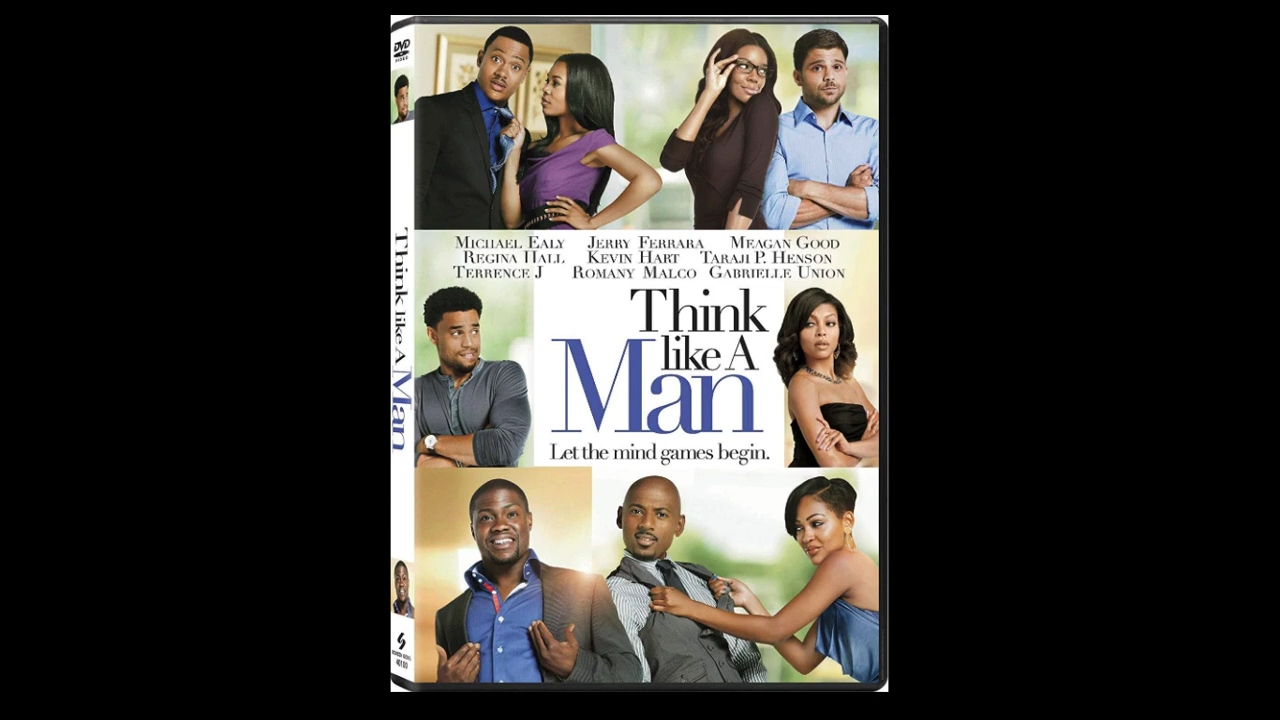 DVD
VIDEO
MICHAEL EALY JERRY FERRARA MEAGAN GOOD
REGINA HALL KEVIN HART TARAJI P. HENSON
TERRENCE J ROMANY MALCO GABRIELLE UNION
Think
like A
Man
Let the mind games begin.
Think like A Man